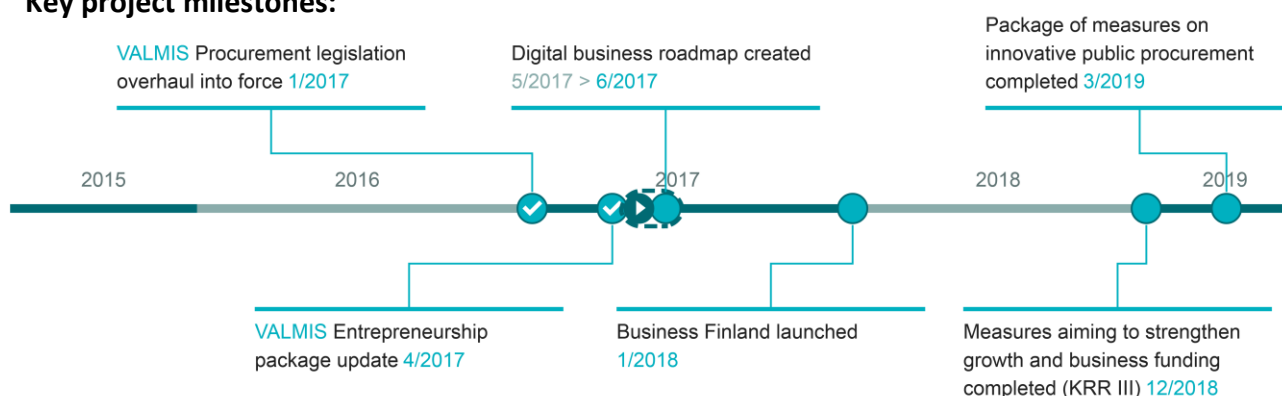 Key project milestones:
VALMIS Procurement legislation
overhaul into force 1/2017
Digital business roadmap created
5/2017 > 6/2017
Package of measures on
innovative public procurement
completed 3/2019
2015
2016
2017
2018
2019
VALMIS Entrepreneurship
package update 4/2017
Business Finland launched
1/2018
Measures aiming to strengthen
growth and business funding
completed (KRR III) 12/2018